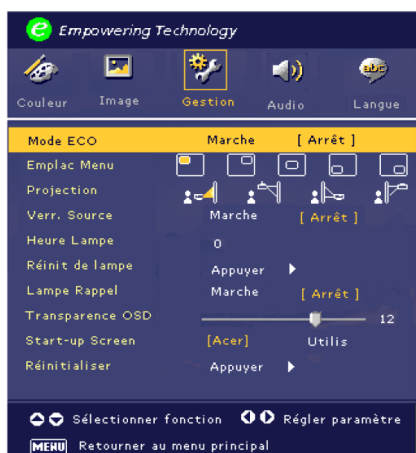 e Empowering Technology
Couleur Image Gestion Audio abc Langue
Mode ECO Marche [ Arrêt ]
Emplac Menu
Projection
Verr. Source Marche [ Arrêt ]
Heure Lampe 0
Réinit de lampe Appuyer
Lampe Rappel Marche [ Arrêt ]
Transparence OSD 12
Start-up Screen [Acer] Utilis
Réinitialiser Appuyer
Sélectionner fonction Régler paramètre
MENU Retourner au menu principal